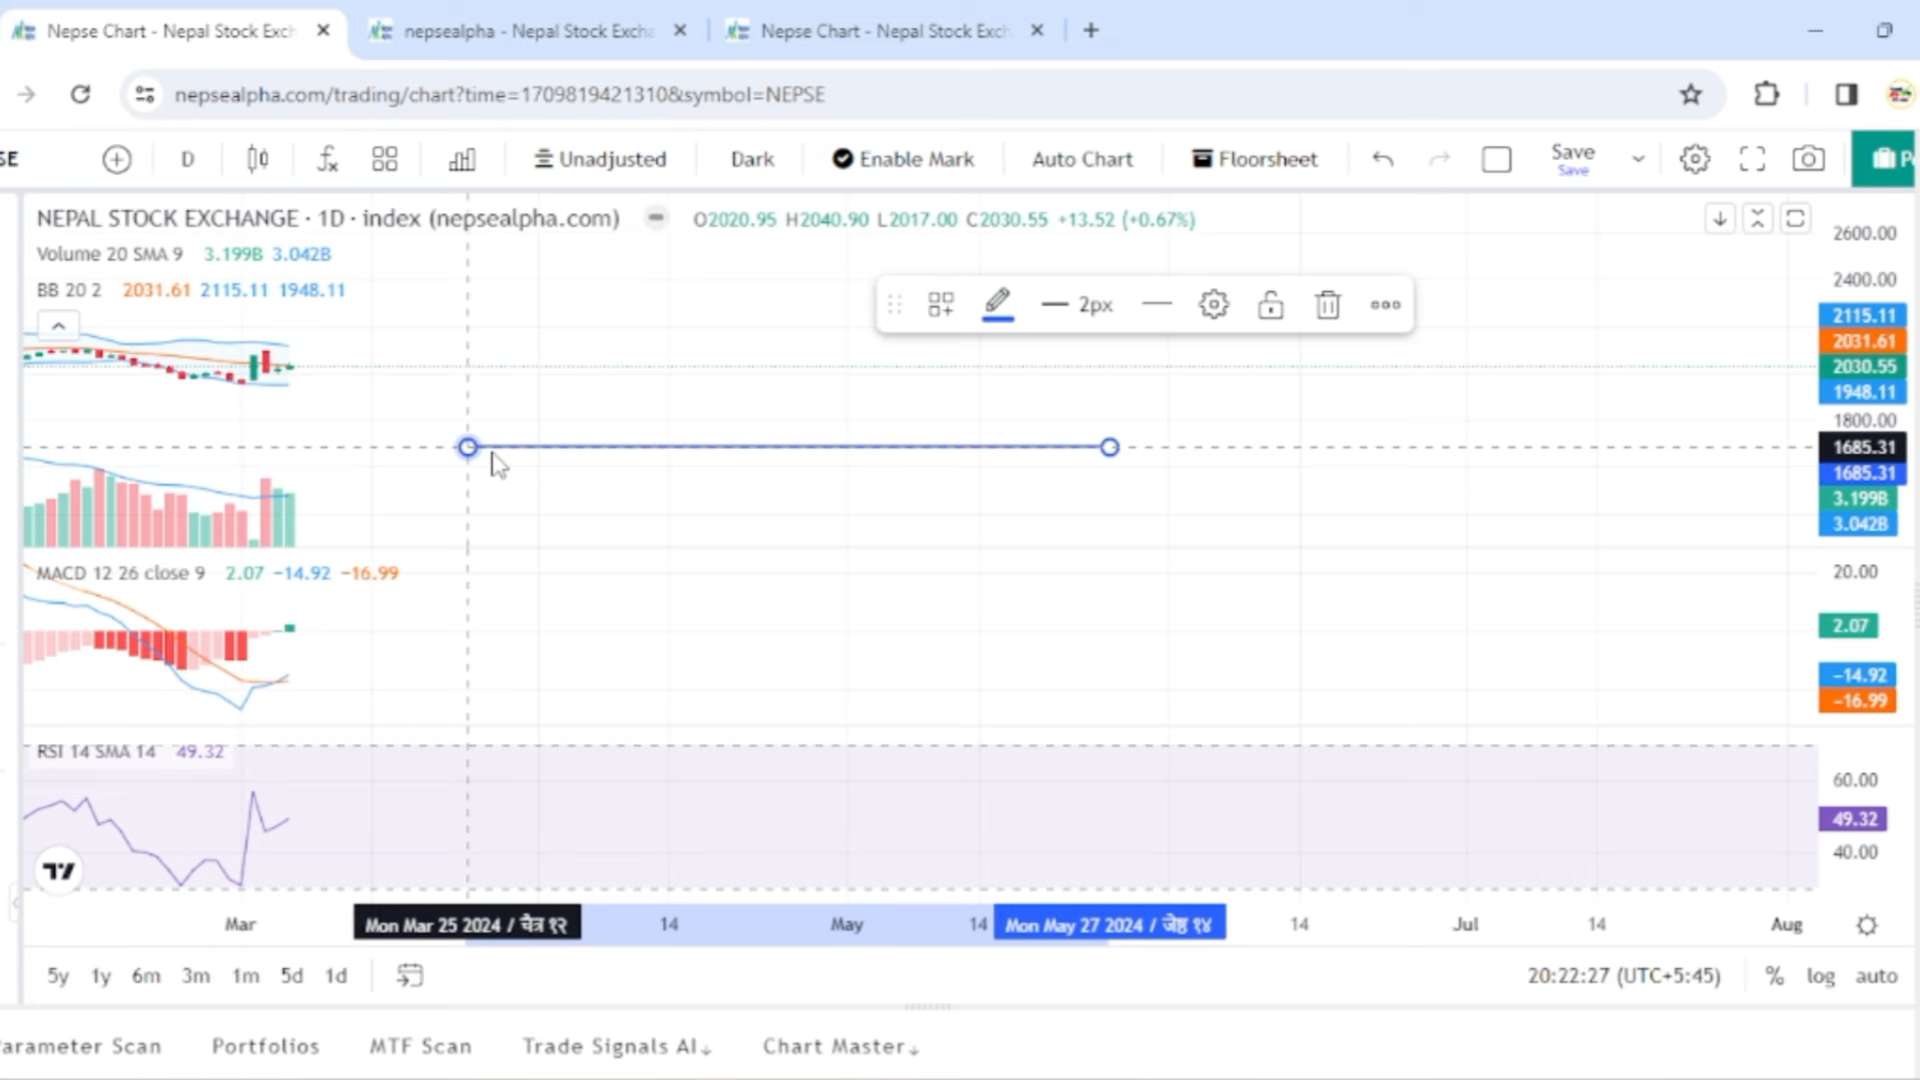 Nepse Chart - Nepal Stock Exch
nepsealpha - Nepal Stock Excha
Nepse Chart - Nepal Stock Exch
nepsealpha.com/trading/chart?time=1709819421310&symbol=NEPSE
SE D Unadjusted Dark Enable Mark Auto Chart Floorsheet Save
Save
NEPAL STOCK EXCHANGE · 1D · index (nepsealpha.com) O2020.95 H2040.90 L2017.00 C2030.55 +13.52 (+0.67%)
Volume 20 SMA 9 3.199B 3.042B
BB 20 2 2031.61 2115.11 1948.11
2px
2600.00
2400.00
2115.11
2031.61
2030.55
1948.11
1800.00
1685.31
1685.31
3.199B
3.042B
MACD 12 26 close 9 2.07 −14.92 −16.99
20.00
2.07
−14.92
−16.99
RSI 14 SMA 14 49.32
60.00
49.32
40.00
Mar Mon Mar 25 2024 / चैत्र १२ 14 May 14 Mon May 27 2024 / जेष्ठ १४ 14 Jul 14 Aug
5y 1y 6m 3m 1m 5d 1d 20:22:27 (UTC+5:45) % log auto
arameter Scan Portfolios MTF Scan Trade Signals AI↓ Chart Master↓